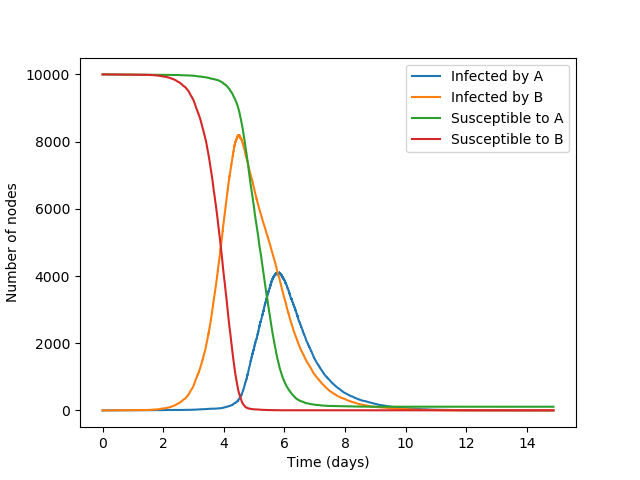 Number of nodes
10000
8000
6000
4000
2000
0
Infected by A
Infected by B
Susceptible to A
Susceptible to B
0 2 4 6 8 10 12 14
Time (days)